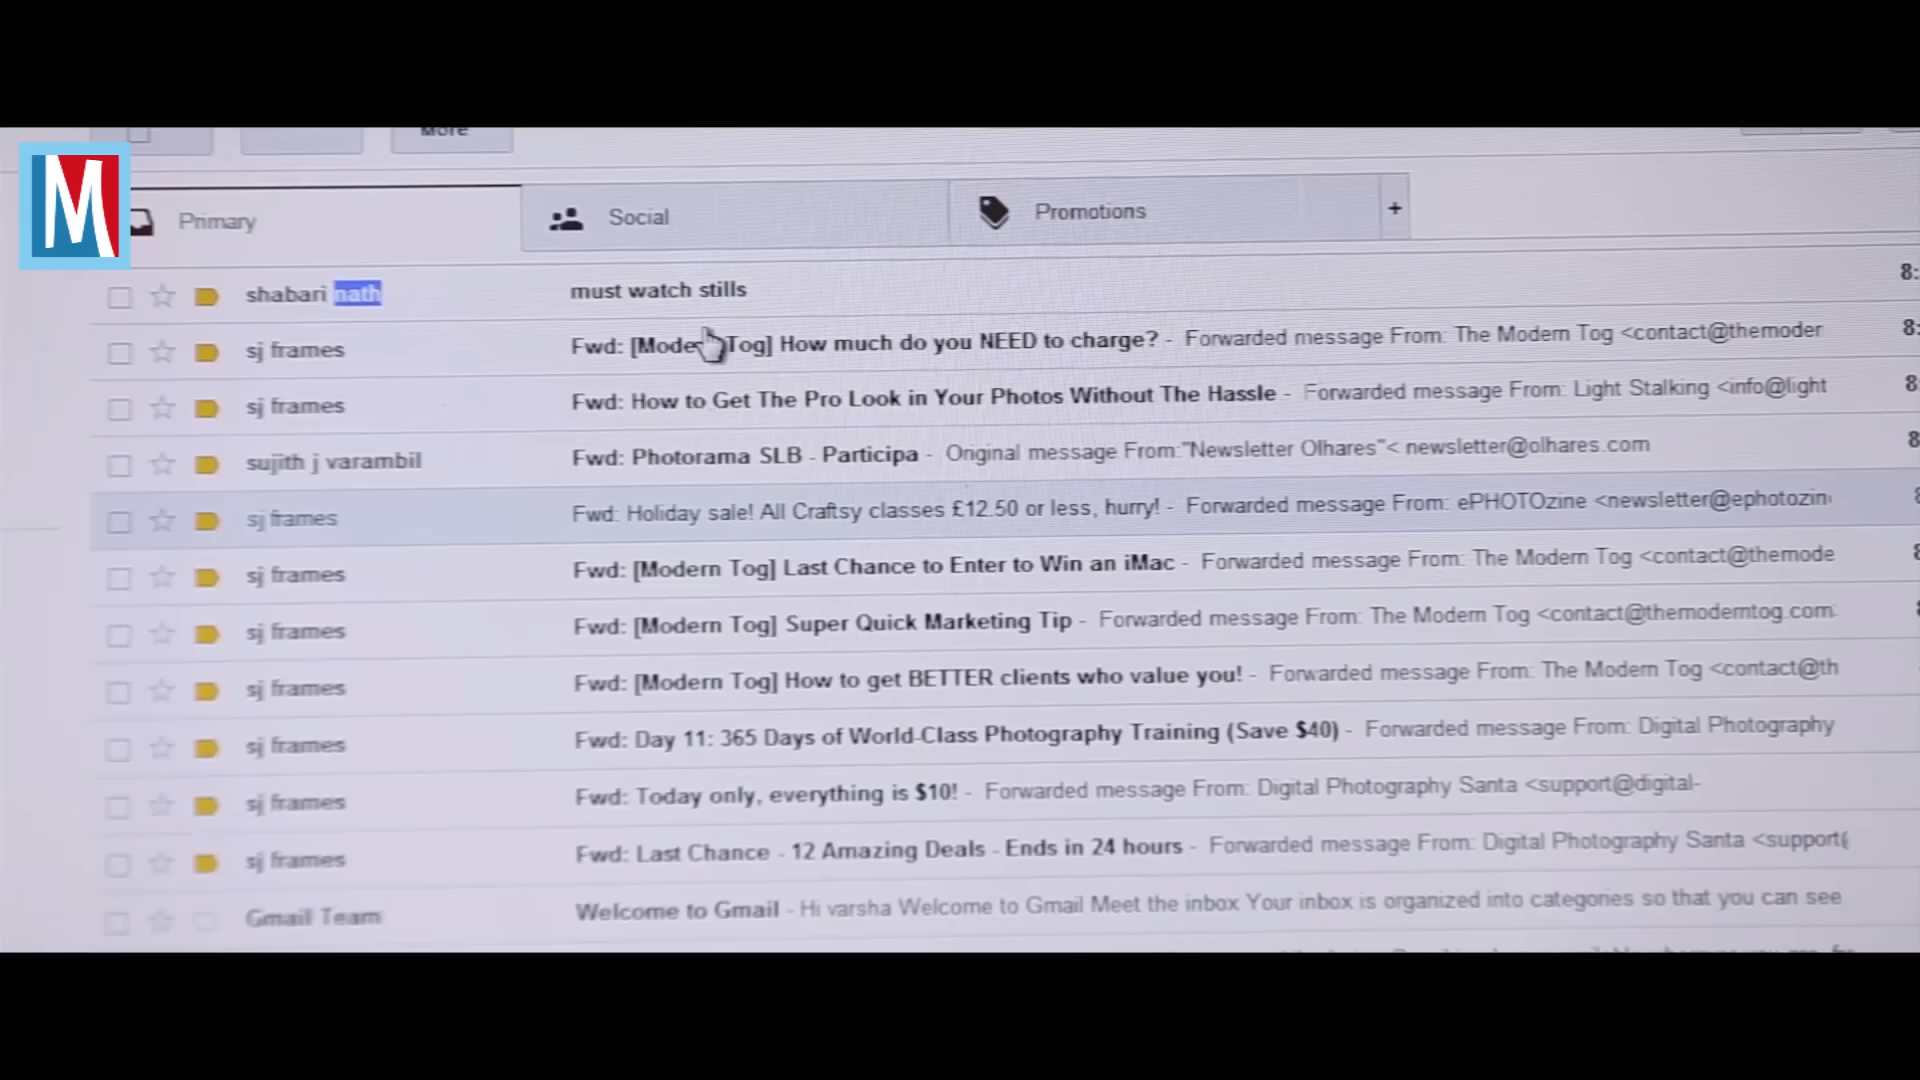 More
M
Primary
Social
Promotions
+
shabari nath must watch stills 8:
sj frames Fwd: [Moder Tog] How much do you NEED to charge? - Forwarded message From: The Modern Tog <contact@themoder 8:
sj frames Fwd: How to Get The Pro Look in Your Photos Without The Hassle - Forwarded message From: Light Stalking <info@light 8
sujith j varambil Fwd: Photorama SLB - Participa - Original message From:"Newsletter Olhares"< newsletter@olhares.com 8
sj frames Fwd: Holiday sale! All Craftsy classes £12.50 or less, hurry! - Forwarded message From: ePHOTOzine <newsletter@ephotozin 8
sj frames Fwd: [Modern Tog] Last Chance to Enter to Win an iMac - Forwarded message From: The Modern Tog <contact@themode 8
sj frames Fwd: [Modern Tog] Super Quick Marketing Tip - Forwarded message From: The Modern Tog <contact@themoderntog.com
sj frames Fwd: [Modern Tog] How to get BETTER clients who value you! - Forwarded message From: The Modern Tog <contact@th
sj frames Fwd: Day 11: 365 Days of World-Class Photography Training (Save $40) - Forwarded message From: Digital Photography
sj frames Fwd: Today only, everything is $10! - Forwarded message From: Digital Photography Santa <support@digital-
sj frames Fwd: Last Chance - 12 Amazing Deals - Ends in 24 hours - Forwarded message From: Digital Photography Santa <support(
Gmail Team Welcome to Gmail - Hi varsha Welcome to Gmail Meet the inbox Your inbox is organized into categories so that you can see